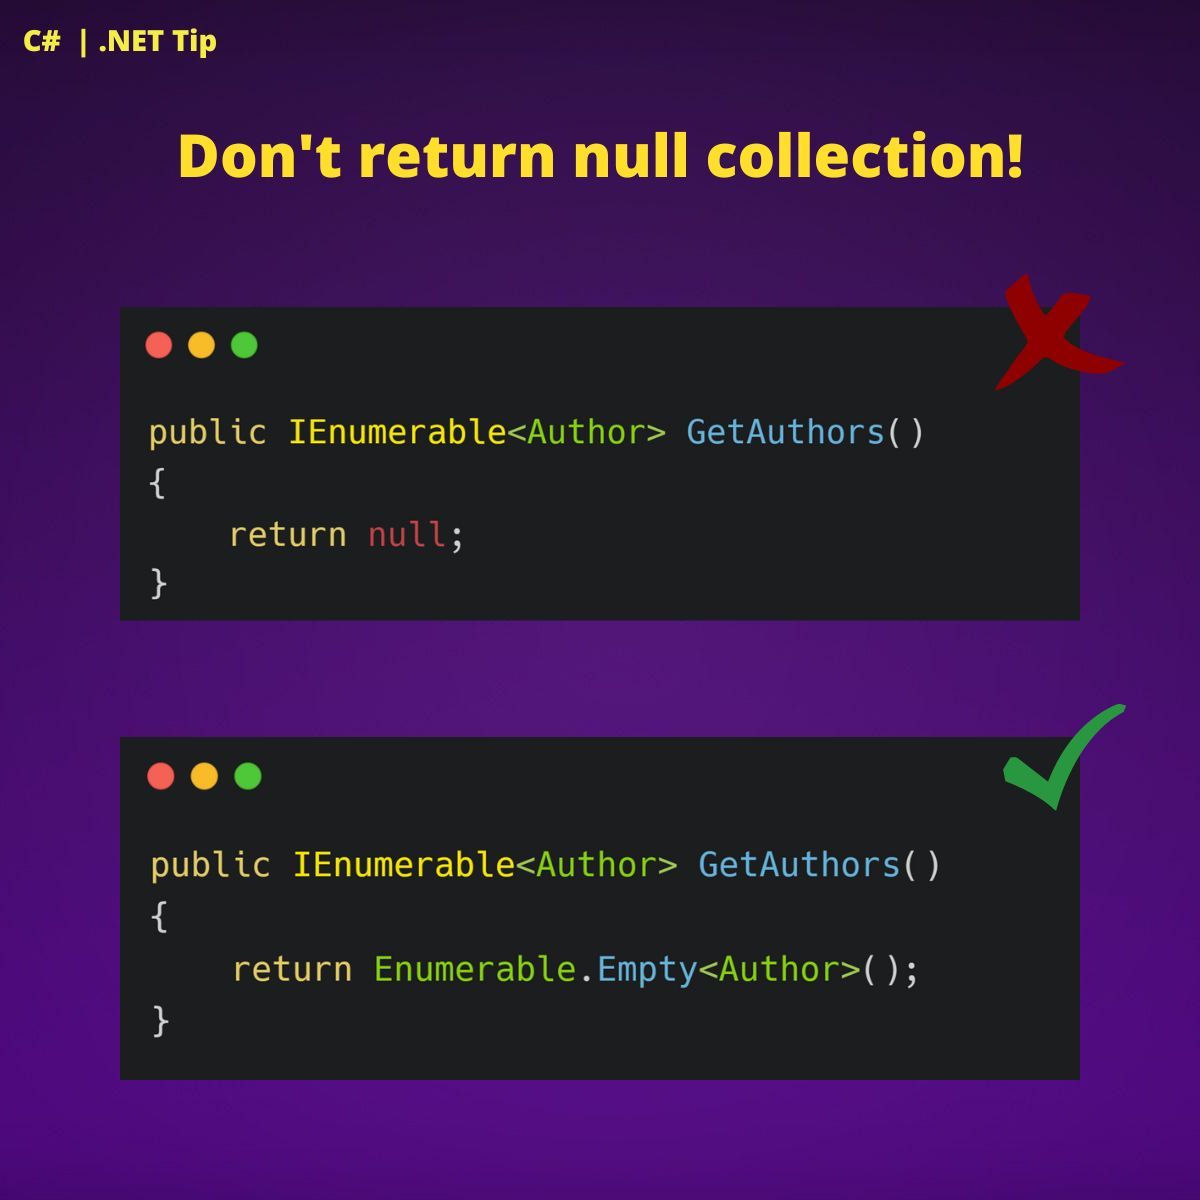 C# | .NET Tip
Don't return null collection!
public IEnumerable<Author> GetAuthors()
{
    return null;
}
public IEnumerable<Author> GetAuthors()
{
    return Enumerable.Empty<Author>();
}